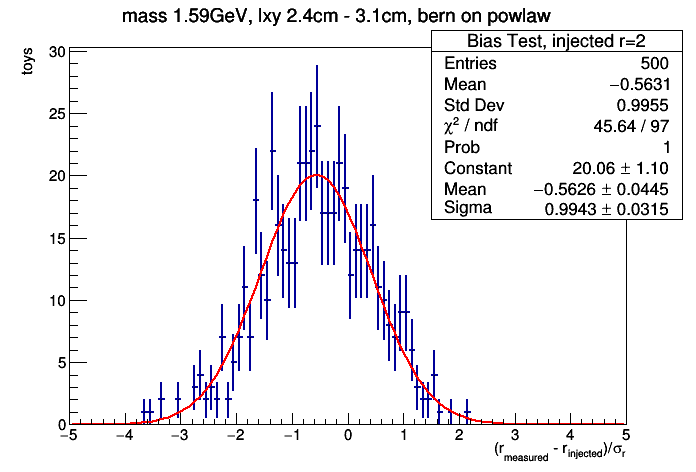 mass 1.59GeV, lxy 2.4cm - 3.1cm, bern on powlaw
Bias Test, injected r=2
Entries 500
Mean −0.5631
Std Dev 0.9955
χ² / ndf 45.64 / 97
Prob 1
Constant 20.06 ± 1.10
Mean −0.5626 ± 0.0445
Sigma 0.9943 ± 0.0315
toys
30
25
20
15
10
5
0
−5 −4 −3 −2 −1 0 1 2 3 4 5
(r_measured - r_injected)/σ_r